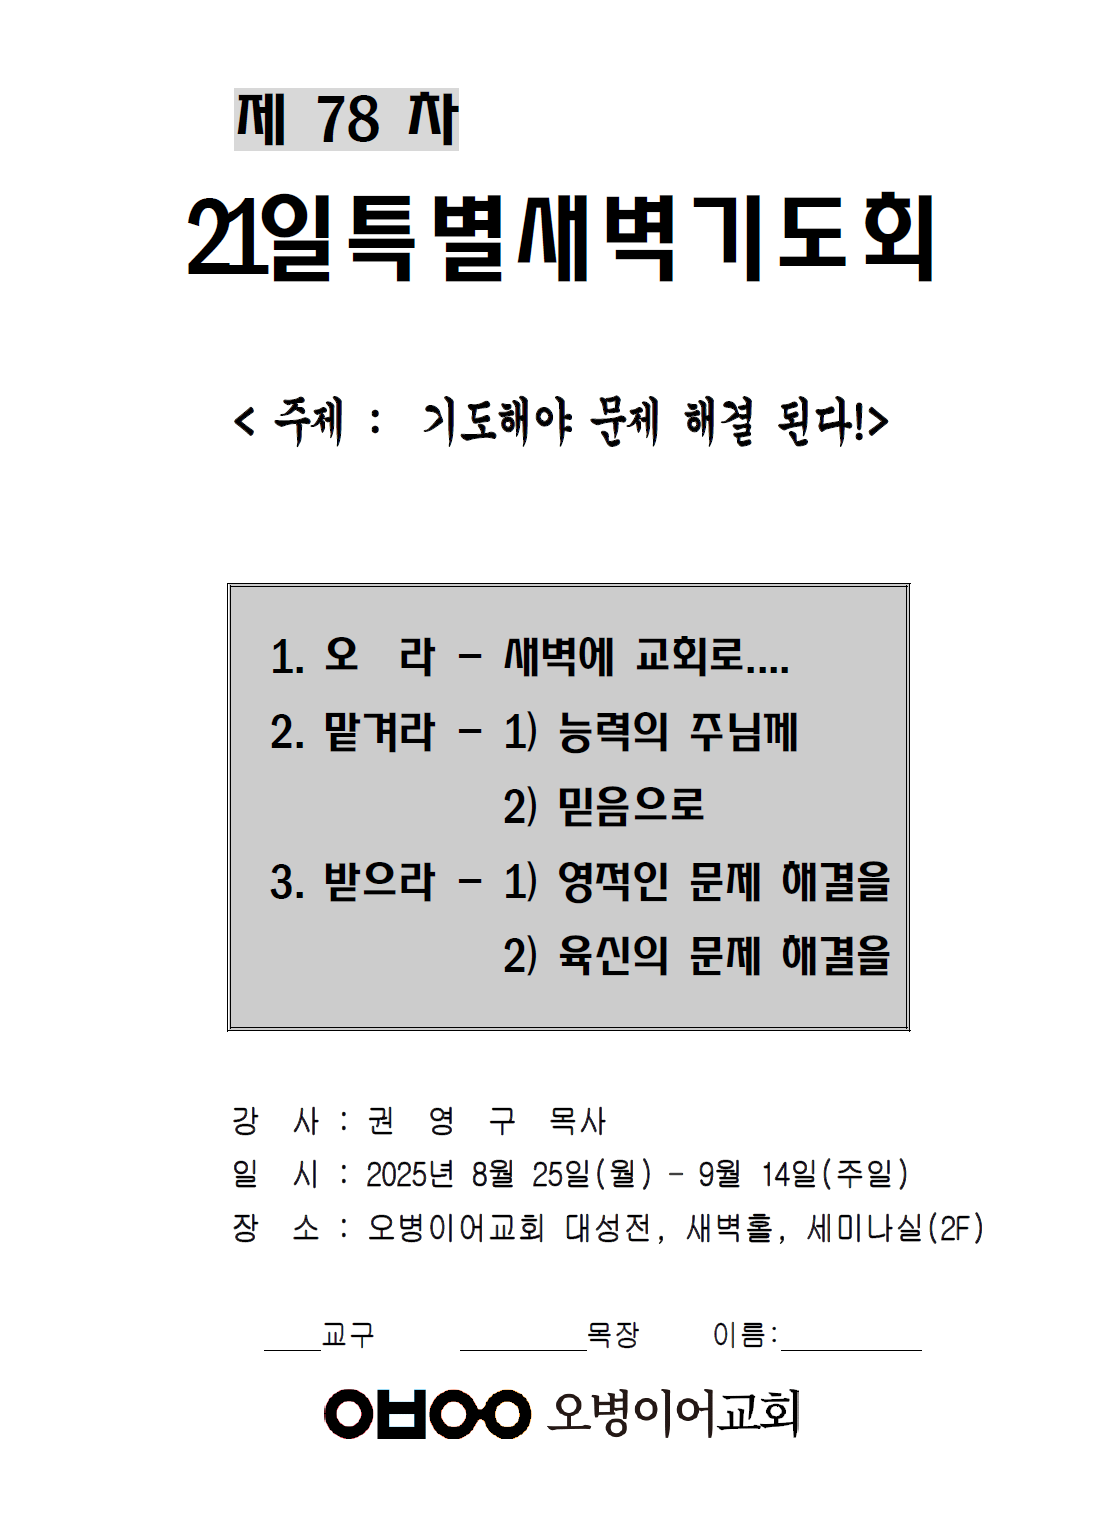 제 78 차
21일특별새벽기도회
< 주제 : 기도해야 문제 해결 된다!>
1. 오 라 - 새벽에 교회로....
2. 맡겨라 - 1) 능력의 주님께
2) 믿음으로
3. 받으라 - 1) 영적인 문제 해결을
2) 육신의 문제 해결을
강 사 : 권 영 구 목사
일 시 : 2025년 8월 25일(월) - 9월 14일(주일)
장 소 : 오병이어교회 대성전, 새벽홀, 세미나실(2F)
____교구 _________목장 이름:__________
오병이어교회